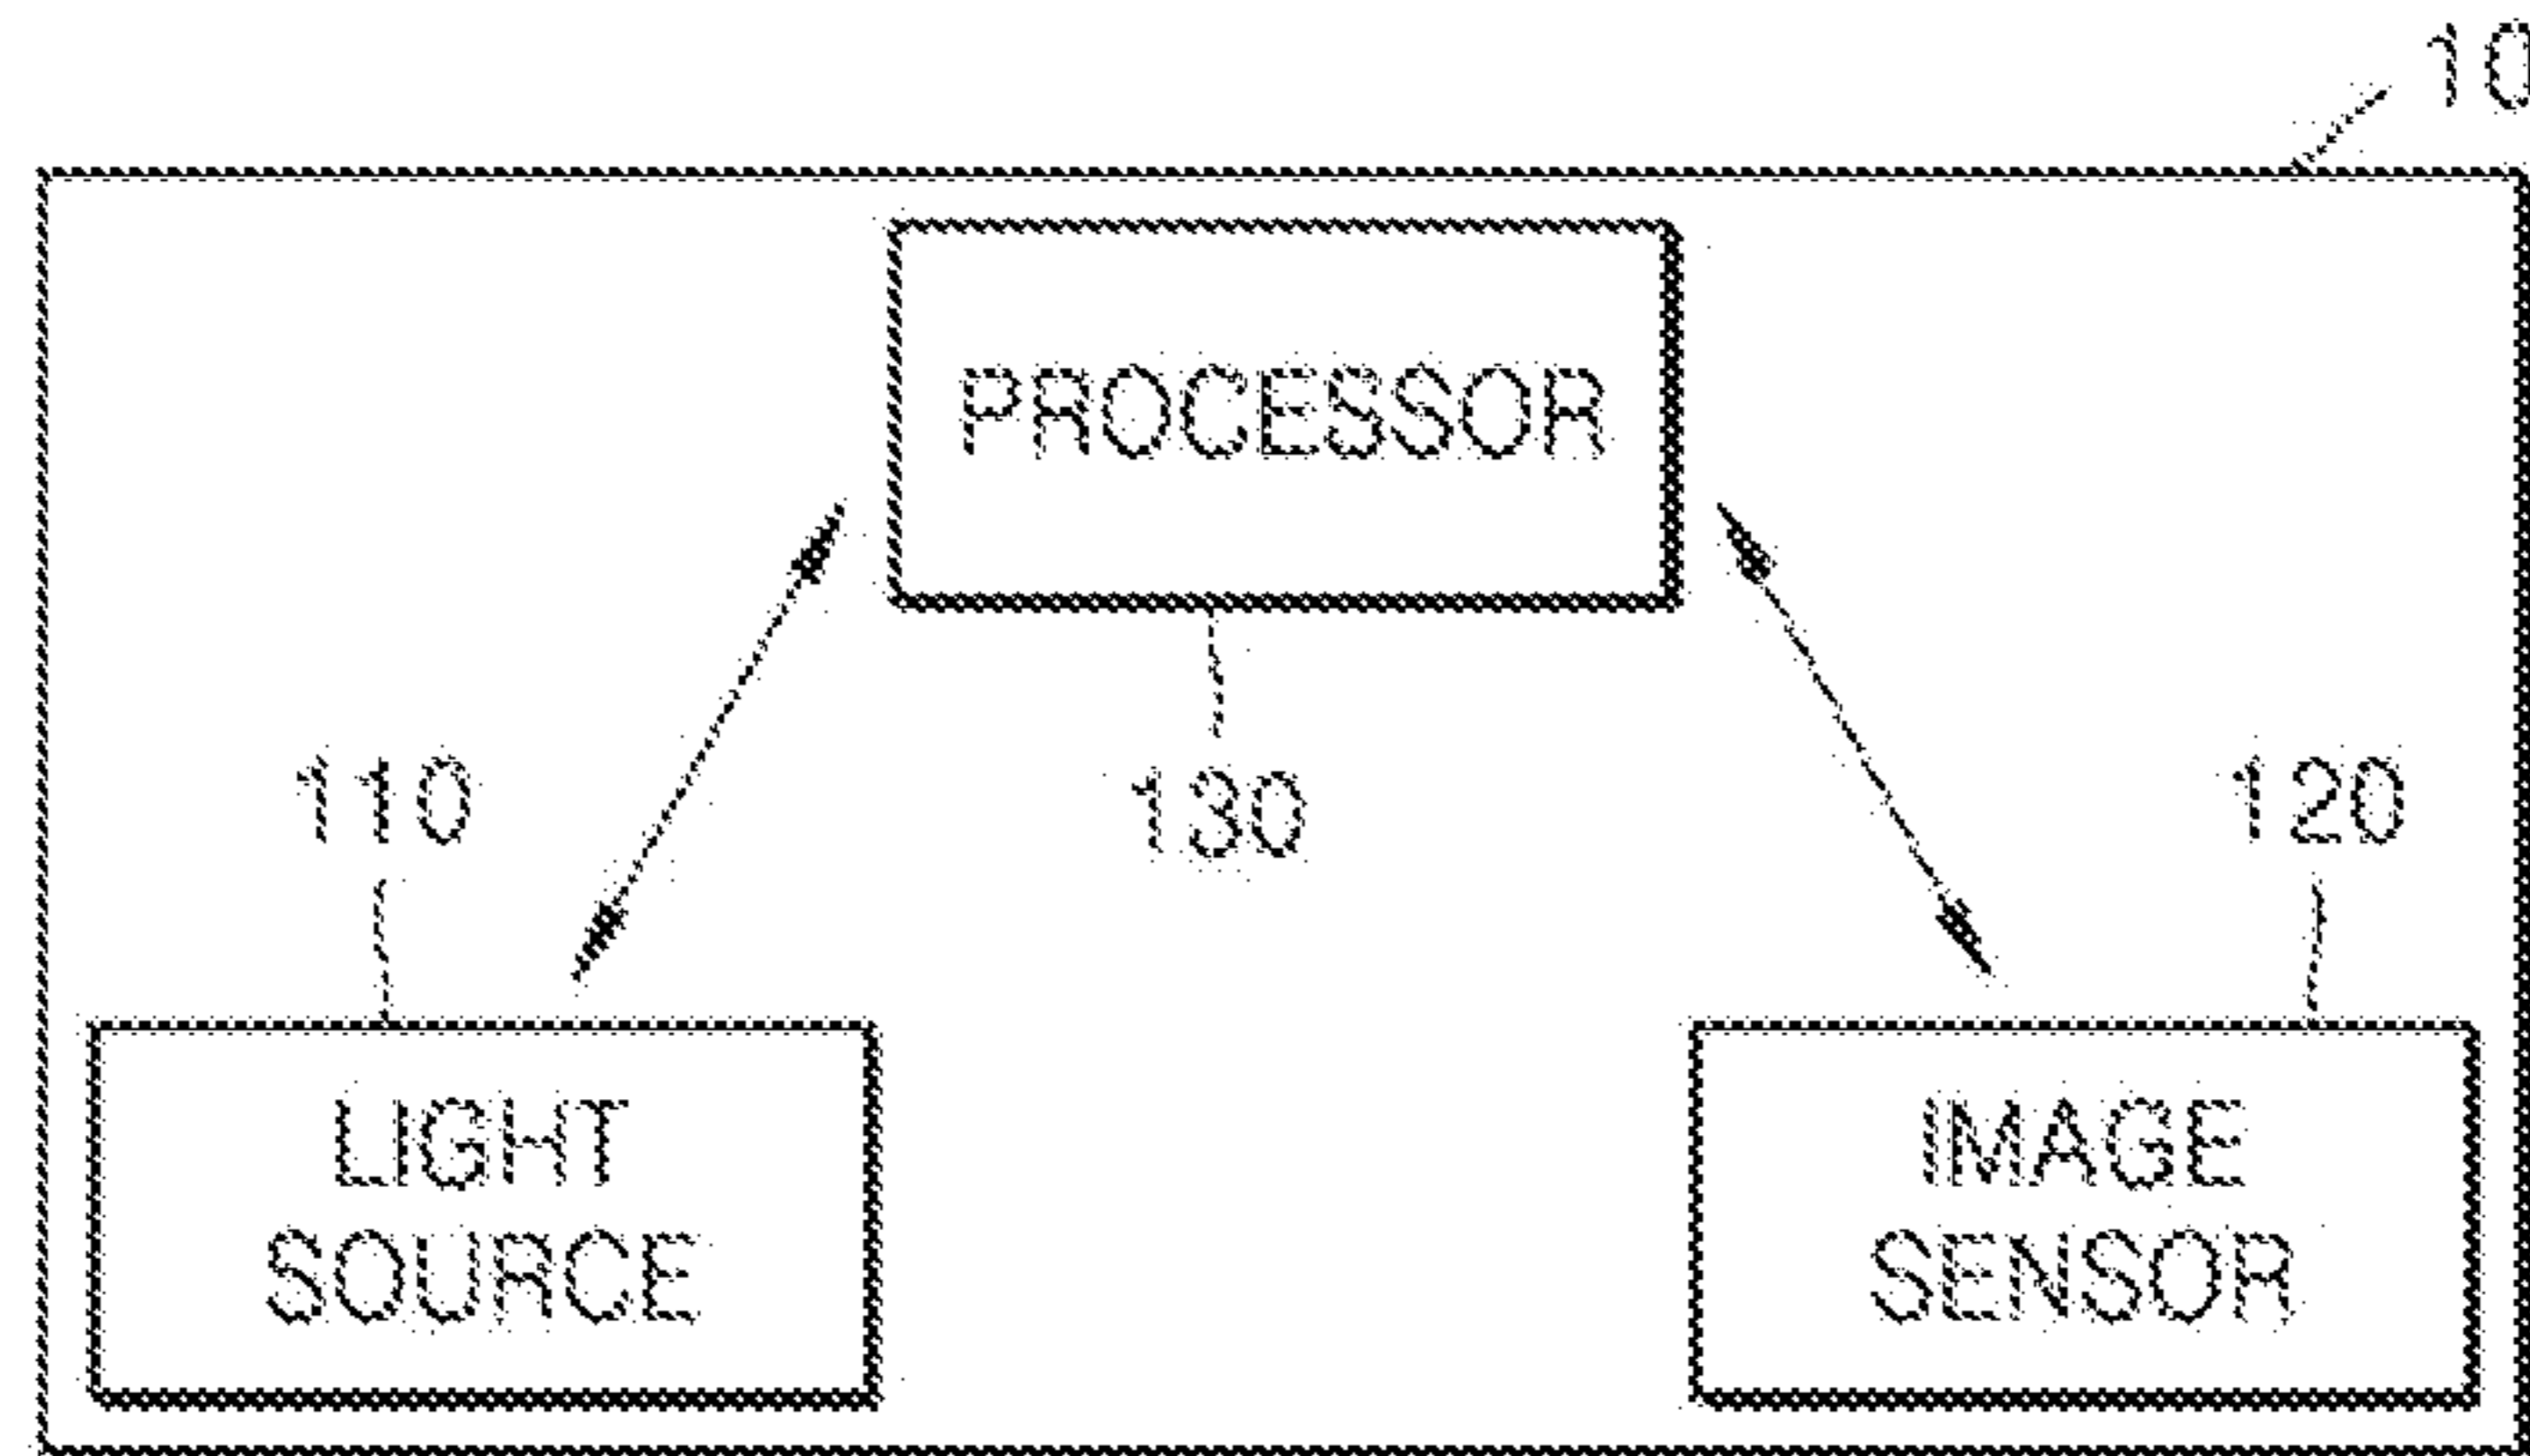 10
PROCESSOR
110
130
120
LIGHT
SOURCE
IMAGE
SENSOR